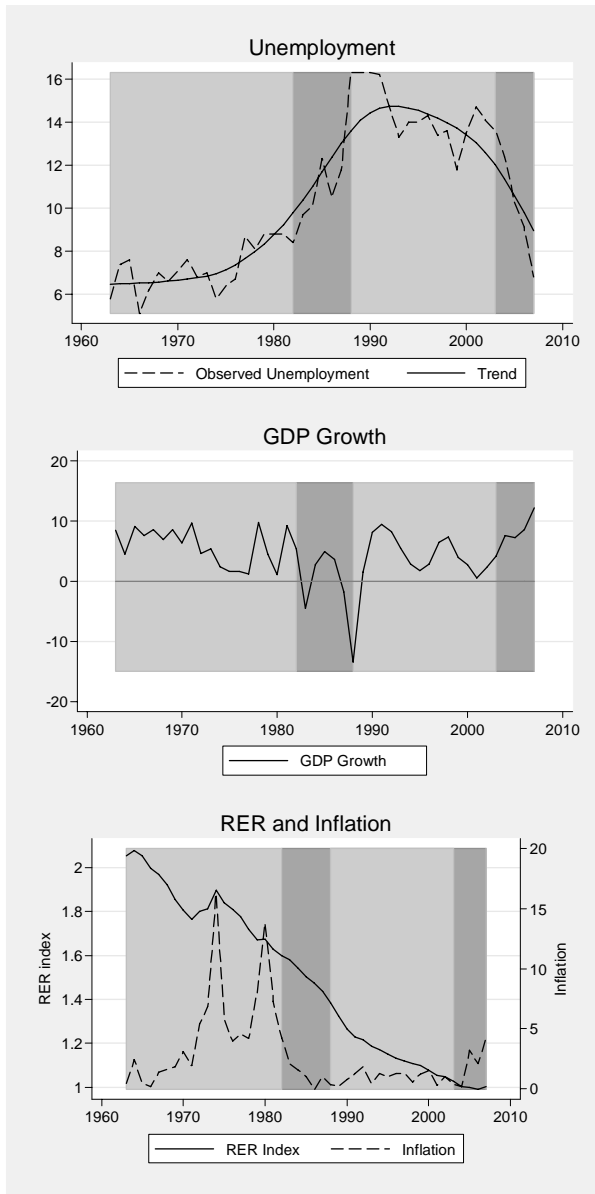 Unemployment
16
14
12
10
8
6
1960 1970 1980 1990 2000 2010
Observed Unemployment Trend
GDP Growth
20
10
0
-10
-20
1960 1970 1980 1990 2000 2010
GDP Growth
RER and Inflation
RER index
2
1.8
1.6
1.4
1.2
1
20
15
10
5
0
Inflation
1960 1970 1980 1990 2000 2010
RER Index Inflation